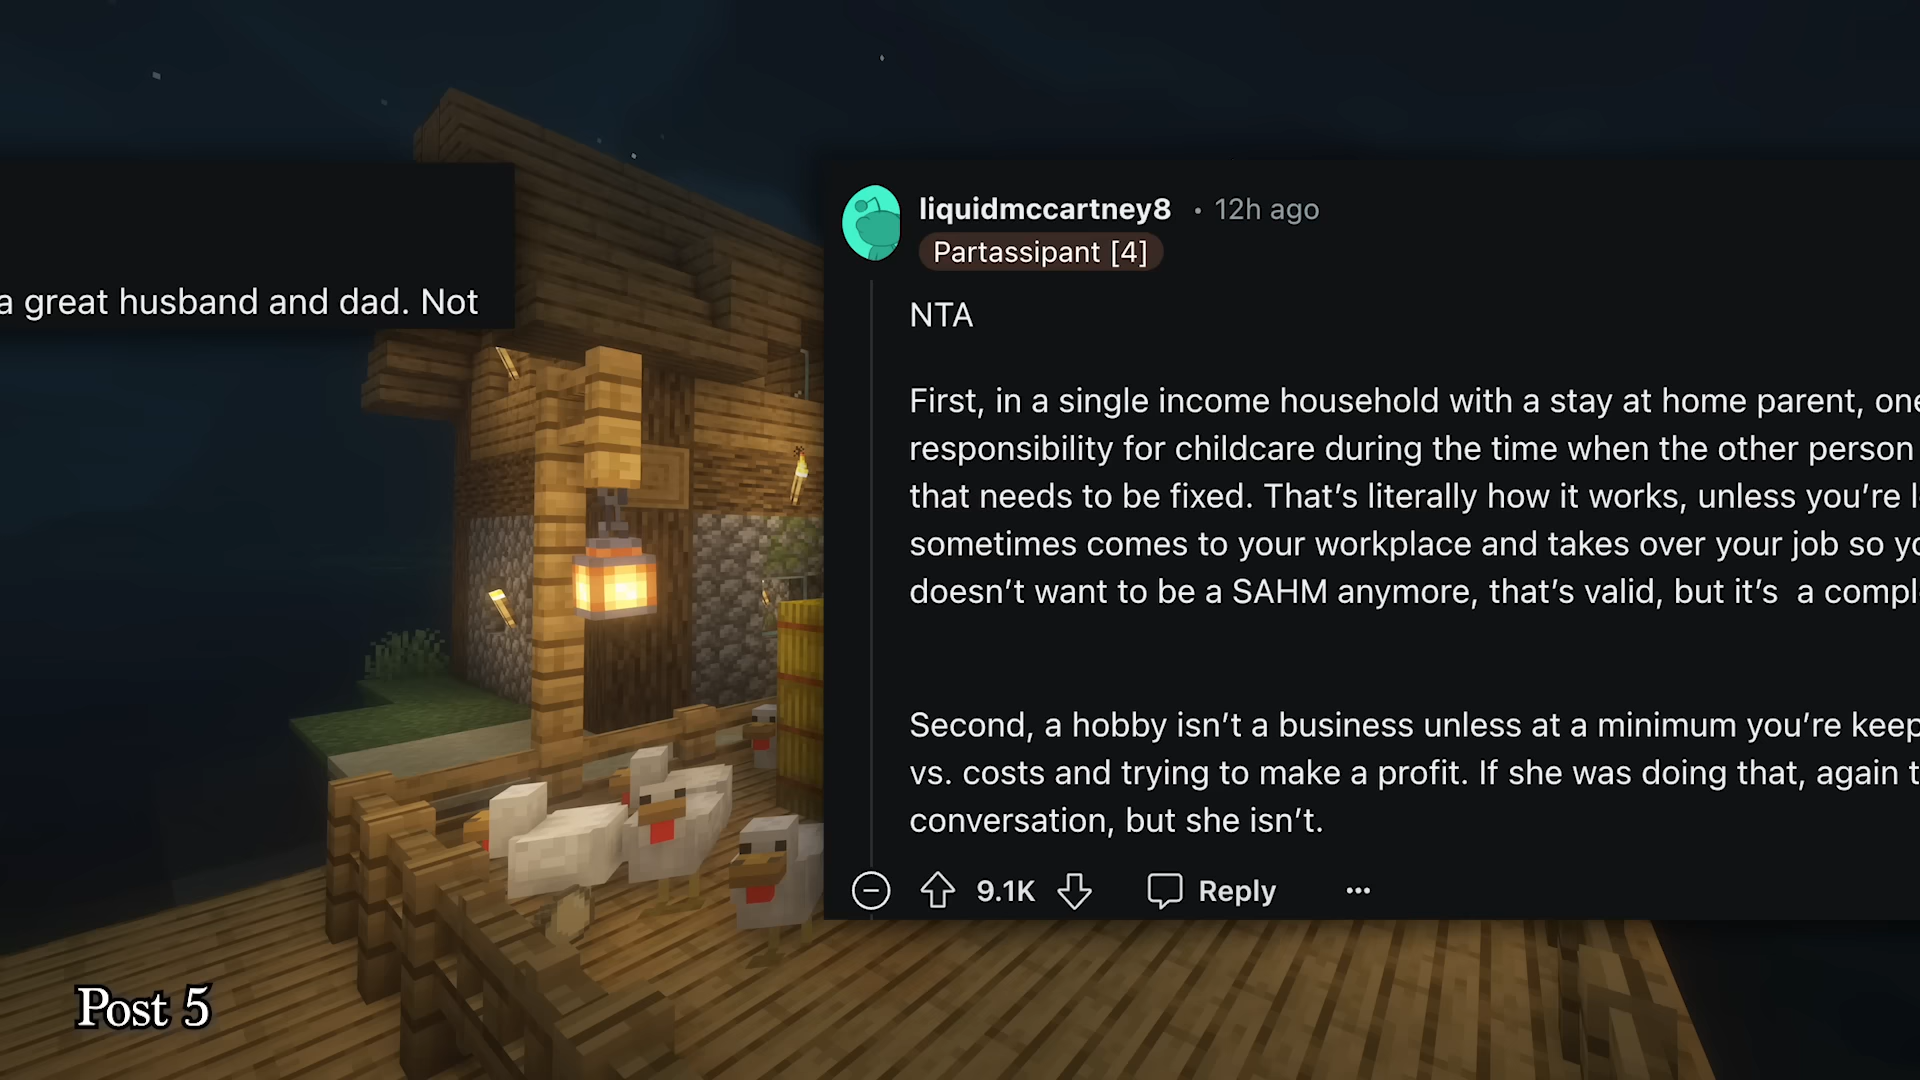 a great husband and dad. Not
liquidmccartney8 • 12h ago
Partassipant [4]
NTA
First, in a single income household with a stay at home parent,
responsibility for childcare during the time when the other person
that needs to be fixed. That’s literally how it works, unless you’re
sometimes comes to your workplace and takes over your job so
doesn’t want to be a SAHM anymore, that’s valid, but it’s a
Second, a hobby isn’t a business unless at a minimum you’re
vs. costs and trying to make a profit. If she was doing that, again
conversation, but she isn’t.
9.1K Reply
Post 5